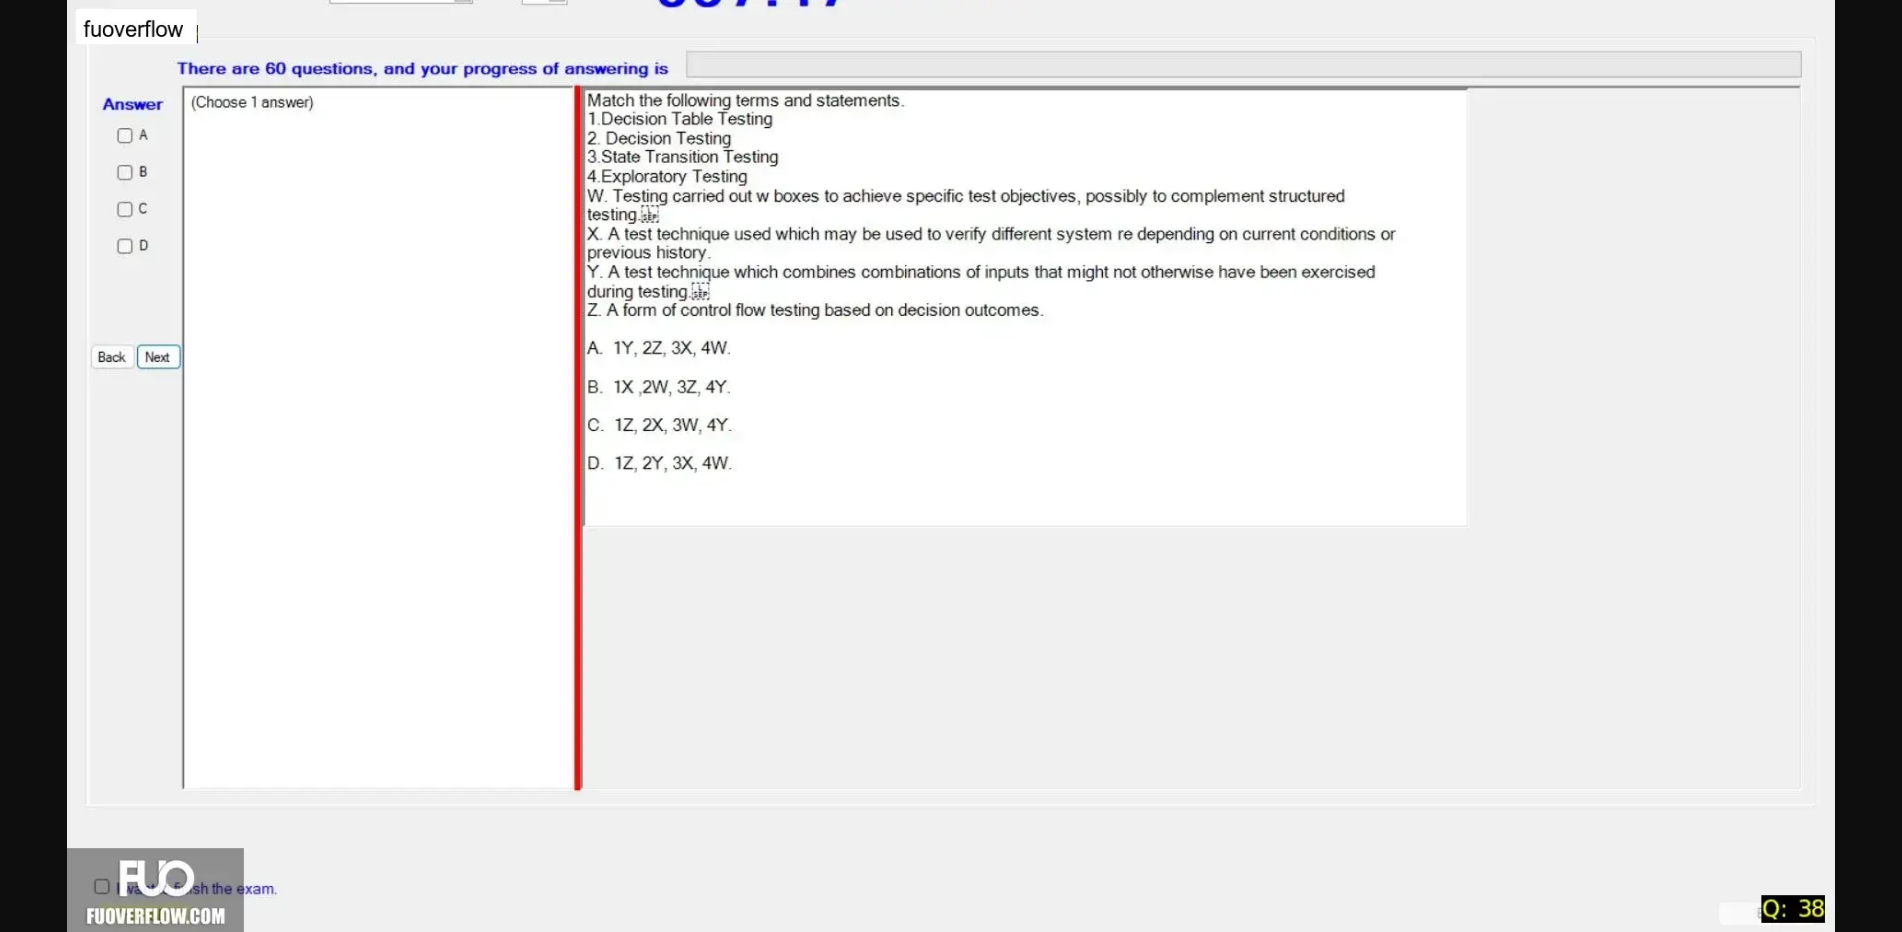 fuoverflow
There are 60 questions, and your progress of answering is
Answer
(Choose 1 answer)
A
B
C
D
Back
Next
Match the following terms and statements.
1.Decision Table Testing
2. Decision Testing
3.State Transition Testing
4.Exploratory Testing
W. Testing carried out w boxes to achieve specific test objectives, possibly to complement structured
testing.
X. A test technique used which may be used to verify different system re depending on current conditions or
previous history.
Y. A test technique which combines combinations of inputs that might not otherwise have been exercised
during testing.
Z. A form of control flow testing based on decision outcomes.
A. 1Y, 2Z, 3X, 4W.
B. 1X ,2W, 3Z, 4Y.
C. 1Z, 2X, 3W, 4Y.
D. 1Z, 2Y, 3X, 4W.
FUO
the exam.
FUOVERFLOW.COM
Q: 38